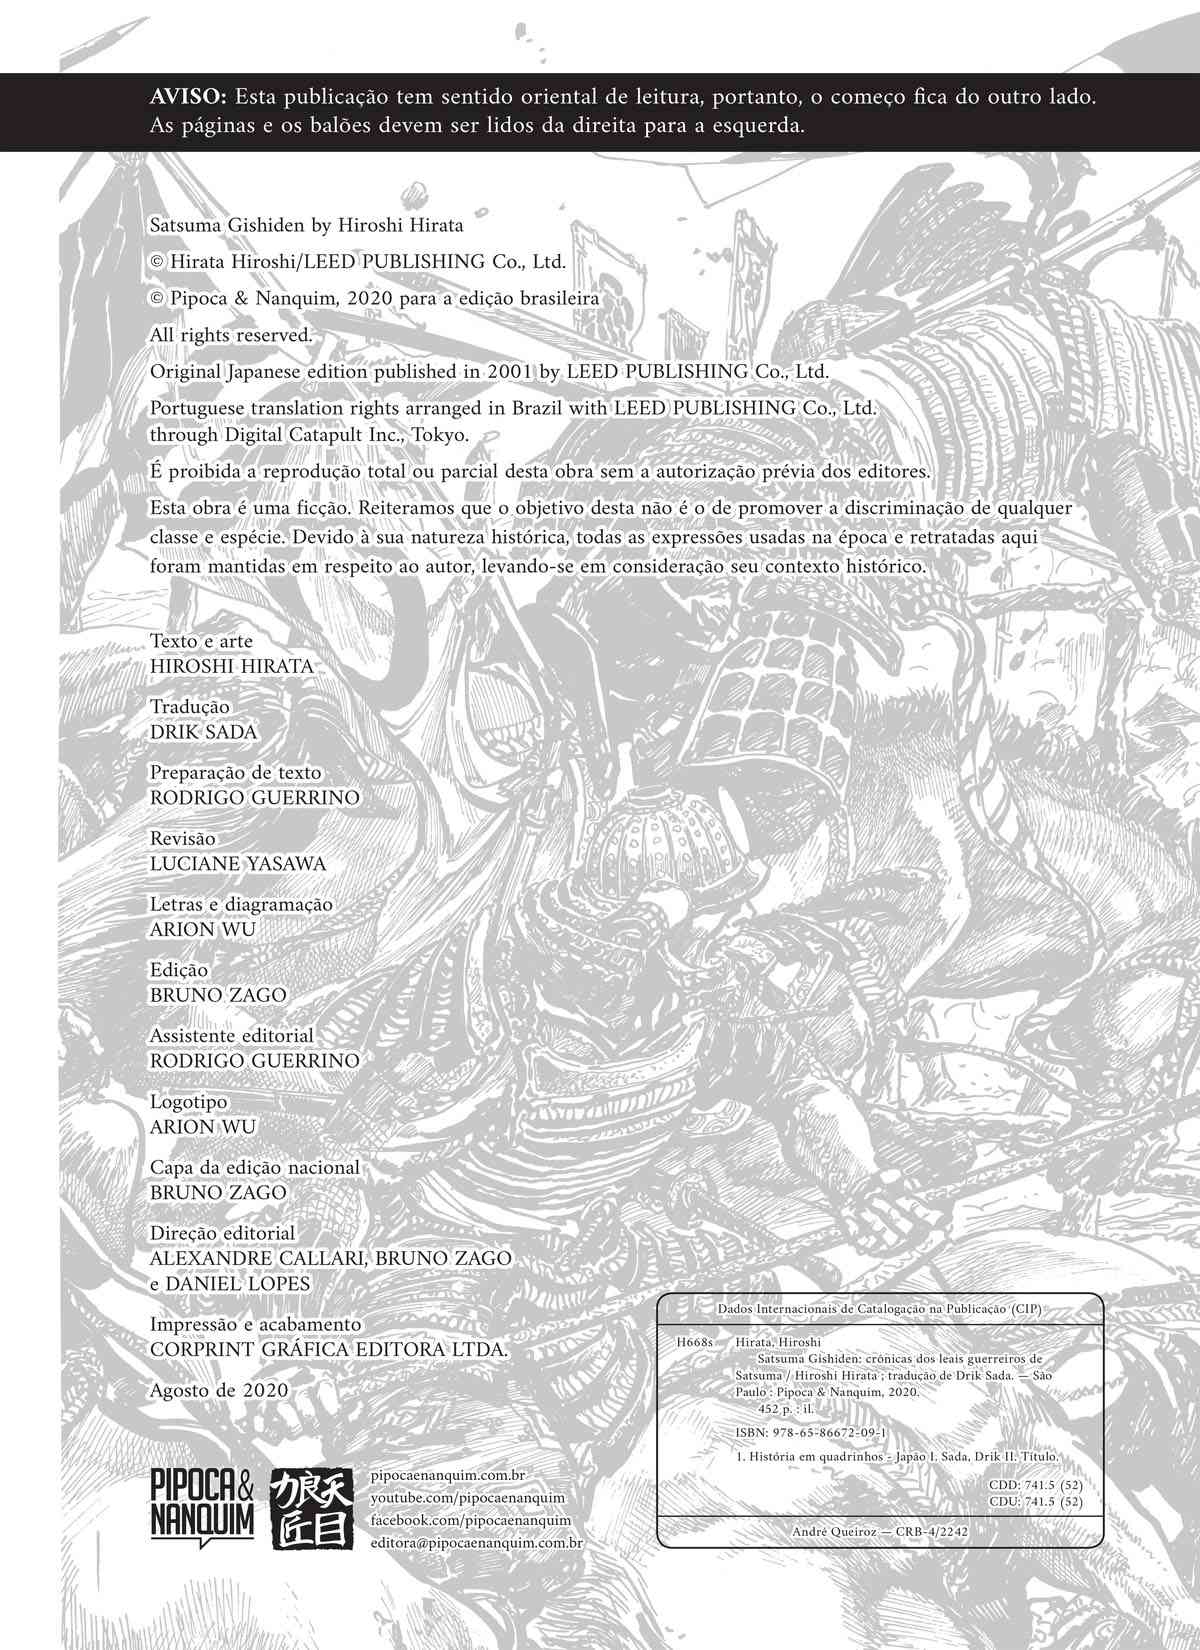 AVISO: Esta publicação tem sentido oriental de leitura, portanto, o começo fica do outro lado.
As páginas e os balões devem ser lidos da direita para a esquerda.
Satsuma Gishiden by Hiroshi Hirata
© Hirata Hiroshi/LEED PUBLISHING Co., Ltd.
© Pipoca & Nanquim, 2020 para a edição brasileira
All rights reserved.
Original Japanese edition published in 2001 by LEED PUBLISHING Co., Ltd.
Portuguese translation rights arranged in Brazil with LEED PUBLISHING Co., Ltd.
through Digital Catapult Inc., Tokyo.
É proibida a reprodução total ou parcial desta obra sem a autorização prévia dos editores.
Esta obra é uma ficção. Reiteramos que o objetivo desta não é o de promover a discriminação de qualquer
classe e espécie. Devido à sua natureza histórica, todas as expressões usadas na época e retratadas aqui
foram mantidas em respeito ao autor, levando-se em consideração seu contexto histórico.
Texto e arte
HIROSHI HIRATA
Tradução
DRIK SADA
Preparação de texto
RODRIGO GUERRINO
Revisão
LUCIANE YASAWA
Letras e diagramação
ARION WU
Edição
BRUNO ZAGO
Assistente editorial
RODRIGO GUERRINO
Logotipo
ARION WU
Capa da edição nacional
BRUNO ZAGO
Direção editorial
ALEXANDRE CALLARI, BRUNO ZAGO
e DANIEL LOPES
Impressão e acabamento
CORPRINT GRÁFICA EDITORA LTDA.
Agosto de 2020
PIPOCA &
NANQUIM
天目
力良匠
pipocaenanquim.com.br
youtube.com/pipocaenanquim
facebook.com/pipocaenanquim
editora@pipocaenanquim.com.br
Dados Internacionais de Catalogação na Publicação (CIP)
H668s Hirata, Hiroshi
Satsuma Gishiden: crônicas dos leais guerreiros de
Satsuma / Hiroshi Hirata ; tradução de Drik Sada. — São
Paulo : Pipoca & Nanquim, 2020.
452 p. : il.
ISBN: 978-65-86672-09-1
1. História em quadrinhos - Japão I. Sada, Drik II. Título.
CDD: 741.5 (52)
CDU: 741.5 (52)
André Queiroz — CRB-4/2242